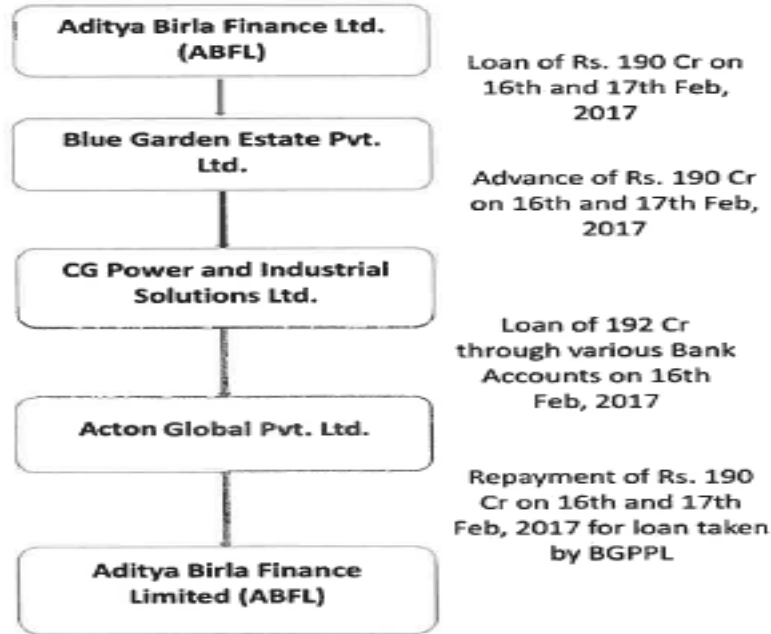 Aditya Birla Finance Ltd.
(ABFL)
Loan of Rs. 190 Cr on
16th and 17th Feb,
2017
Blue Garden Estate Pvt.
Ltd.
Advance of Rs. 190 Cr
on 16th and 17th Feb,
2017
CG Power and Industrial
Solutions Ltd.
Loan of 192 Cr
through various Bank
Accounts on 16th
Feb, 2017
Acton Global Pvt. Ltd.
Repayment of Rs. 190
Cr on 16th and 17th
Feb, 2017 for loan taken
by BGPPL
Aditya Birla Finance
Limited (ABFL)